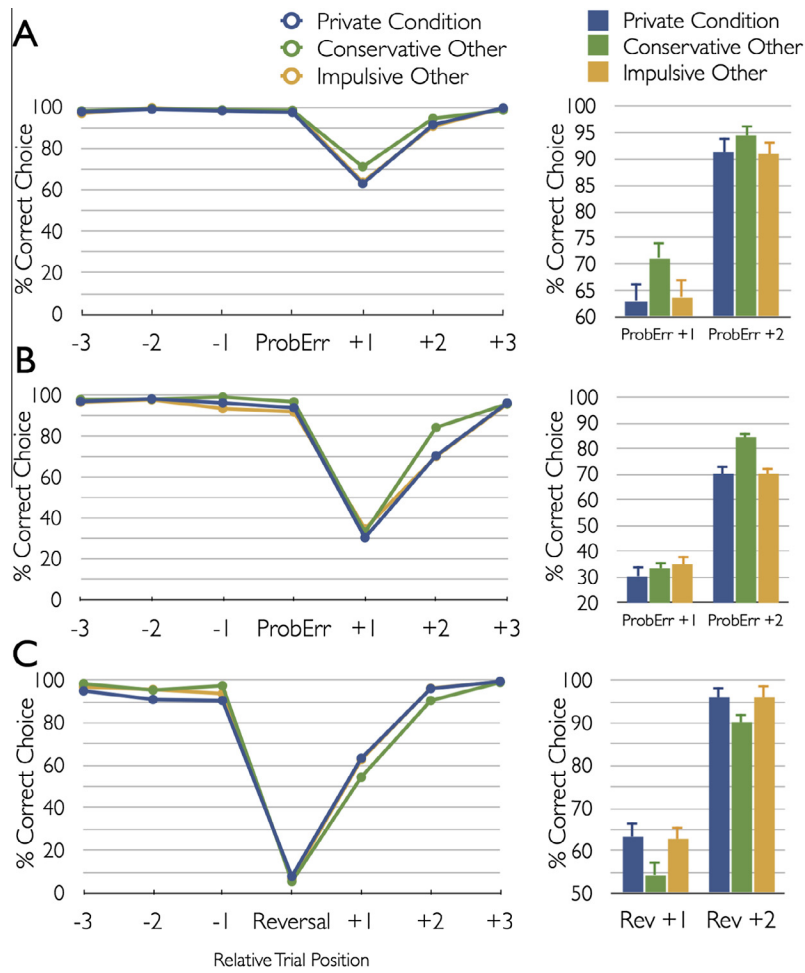 A
Private Condition
Conservative Other
Impulsive Other
Private Condition
Conservative Other
Impulsive Other
% Correct Choice
100
80
60
40
20
0
-3 -2 -1 ProbErr +1 +2 +3
% Correct Choice
100
95
90
85
80
75
70
65
60
ProbErr +1 ProbErr +2
B
% Correct Choice
100
80
60
40
20
0
-3 -2 -1 ProbErr +1 +2 +3
% Correct Choice
100
90
80
70
60
50
40
30
20
ProbErr +1 ProbErr +2
C
% Correct Choice
100
80
60
40
20
0
-3 -2 -1 Reversal +1 +2 +3
Relative Trial Position
% Correct Choice
100
90
80
70
60
50
Rev +1 Rev +2